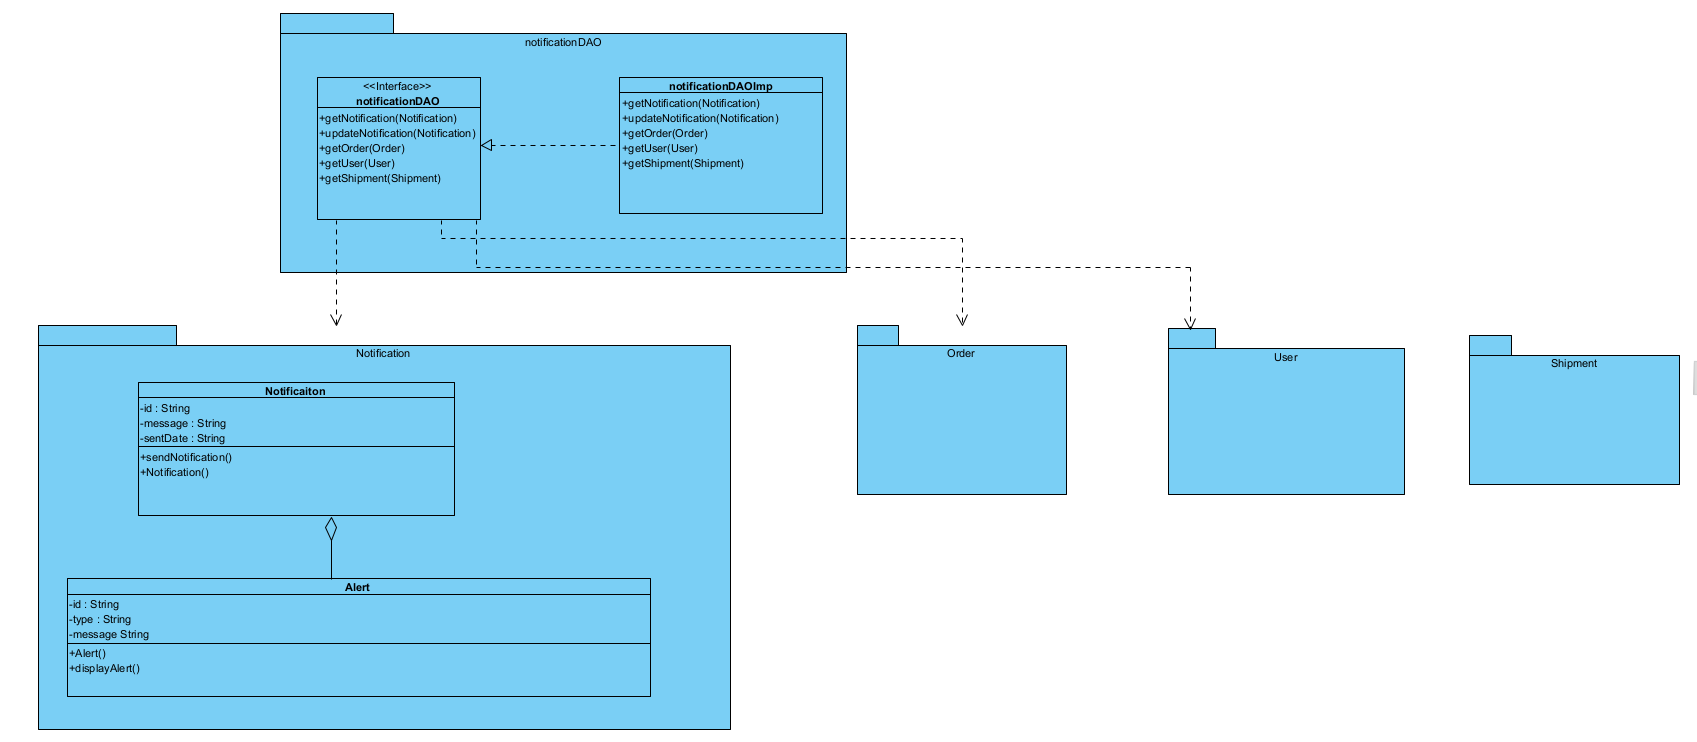 notificationDAO
<<Interface>>
notificationDAO
+getNotification(Notification)
+updateNotification(Notification)
+getOrder(Order)
+getUser(User)
+getShipment(Shipment)
notificationDAOImp
+getNotification(Notification)
+updateNotification(Notification)
+getOrder(Order)
+getUser(User)
+getShipment(Shipment)
Notification
Notificaiton
-id : String
-message : String
-sentDate : String
+sendNotification()
+Notification()
Alert
-id : String
-type : String
-message String
+Alert()
+displayAlert()
Order
User
Shipment